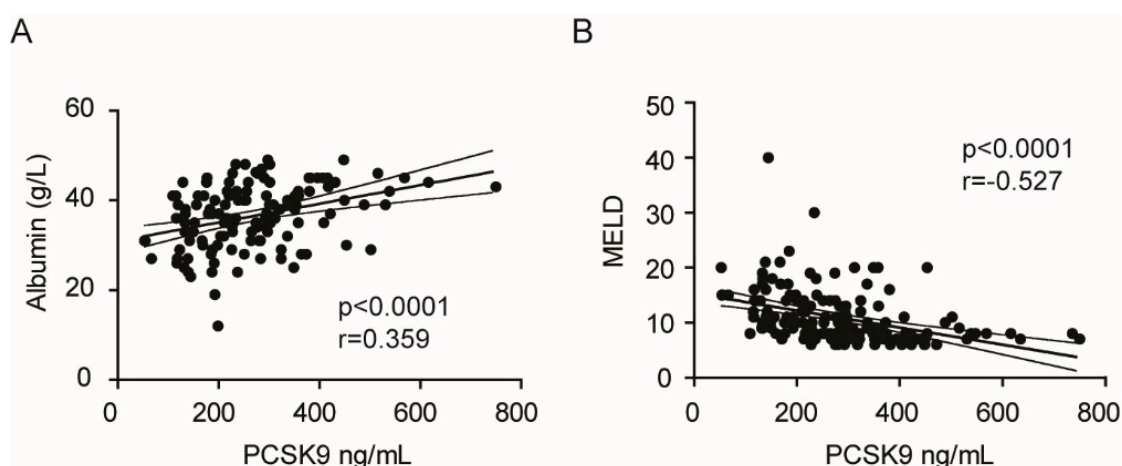 A
Albumin (g/L)
60
40
20
0
p<0.0001
r=0.359
0 200 400 600 800
PCSK9 ng/mL
B
MELD
50
40
30
20
10
0
p<0.0001
r=-0.527
0 200 400 600 800
PCSK9 ng/mL